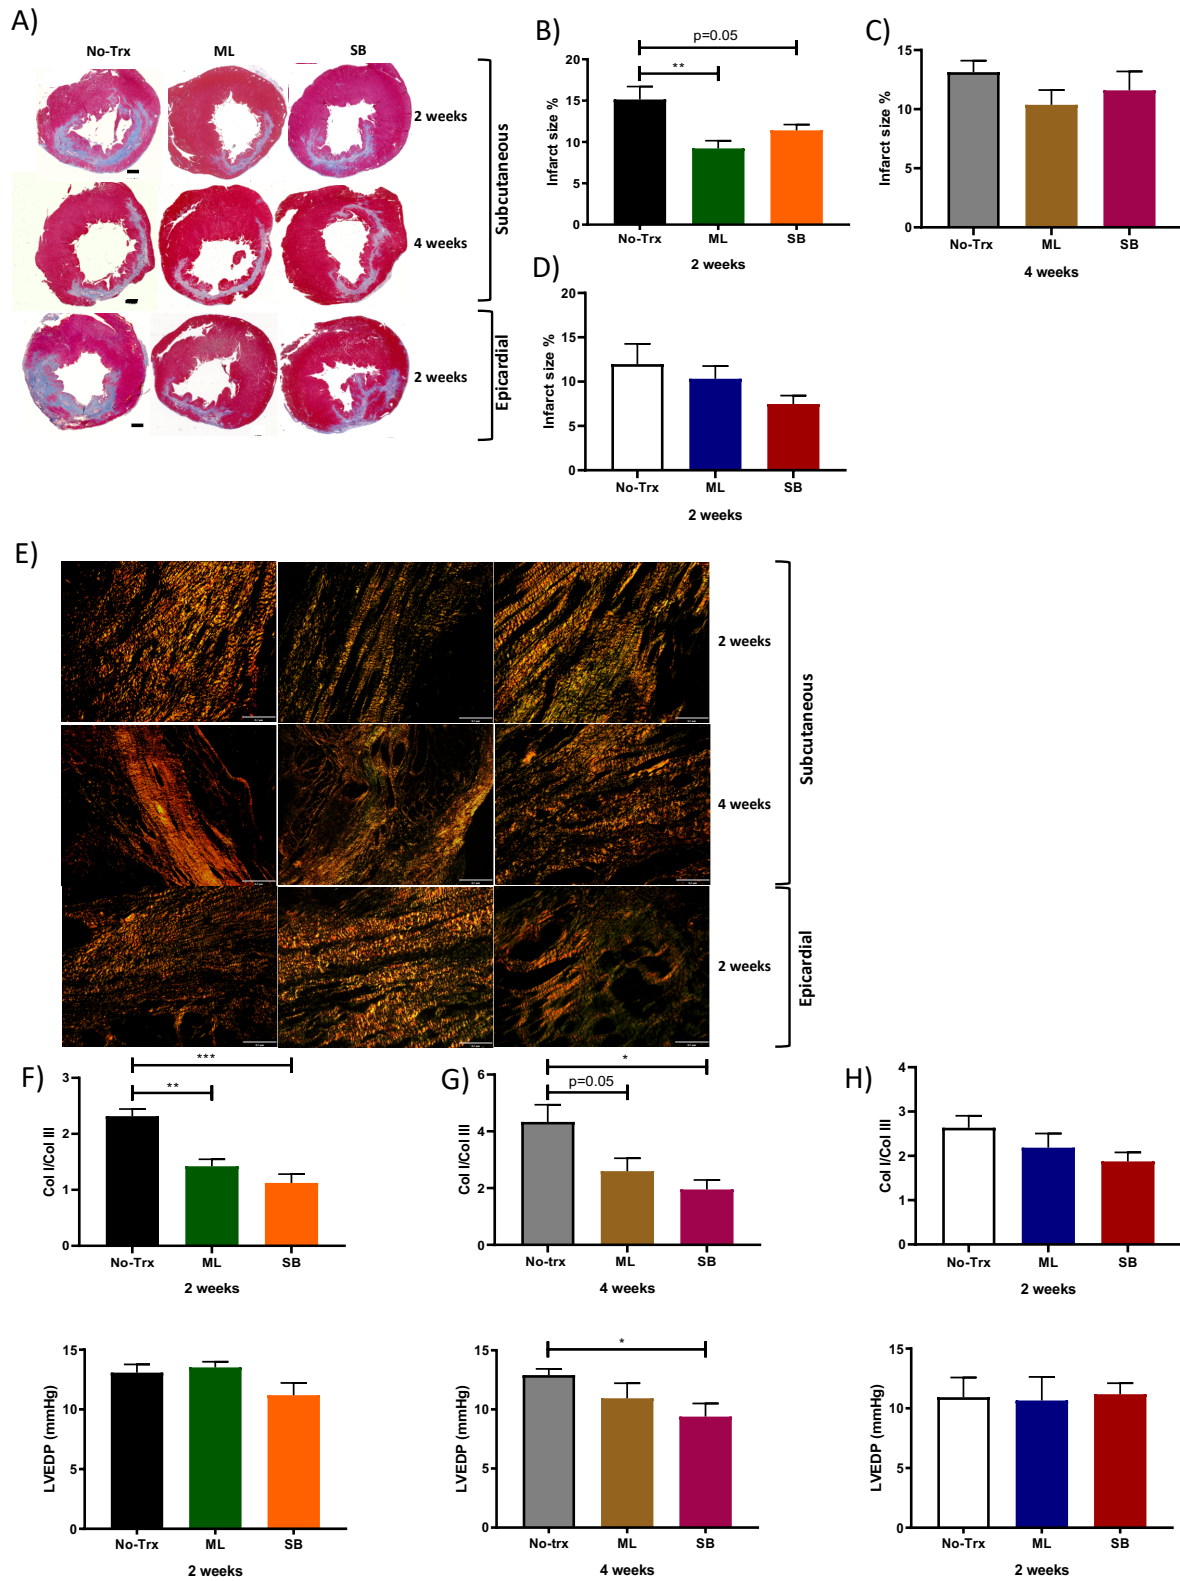 A)
No-Trx ML SB
2 weeks
4 weeks
2 weeks
Subcutaneous
Epicardial
B)
p=0.05
**
20
15
10
5
0
Infarct size %
No-Trx ML SB
2 weeks
C)
15
10
5
0
Infarct size %
No-Trx ML SB
4 weeks
D)
20
15
10
5
0
Infarct size %
No-Trx ML SB
2 weeks
E)
2 weeks
4 weeks
2 weeks
Subcutaneous
Epicardial
F)
***
**
3
2
1
0
Col I/Col III
No-Trx ML SB
2 weeks
G)
*
p=0.05
6
4
2
0
Col I/Col III
No-trx ML SB
4 weeks
H)
4
3
2
1
0
Col I/Col III
No-Trx ML SB
2 weeks
15
10
5
0
LVEDP (mmHg)
No-Trx ML SB
2 weeks
*
15
10
5
0
LVEDP (mmHg)
No-trx ML SB
4 weeks
15
10
5
0
LVEDP (mmHg)
No-Trx ML SB
2 weeks